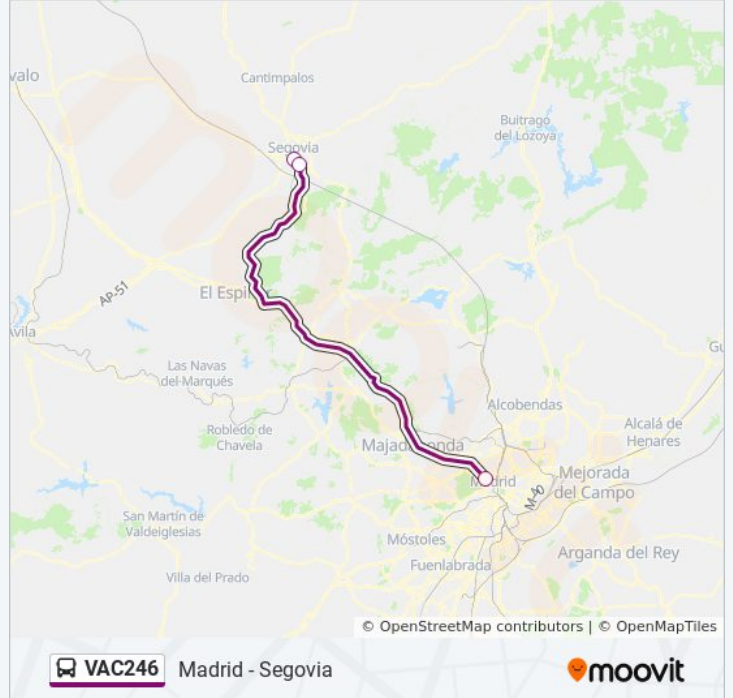 valo
Cantimpalos
Buitrago
del Lozoya
Segovia
AP-51
El Espinar
Ávila
Gu
Las Navas
del Marqués
Alcobendas
Robledo de
Chavela
Majadahonda
Alcalá de
Henares
Madrid
M-40
Mejorada
del Campo
San Martín de
Valdeiglesias
Móstoles
Arganda del Rey
Fuenlabrada
Villa del Prado
© OpenStreetMap contributors | © OpenMapTiles
VAC246 Madrid - Segovia
moovit